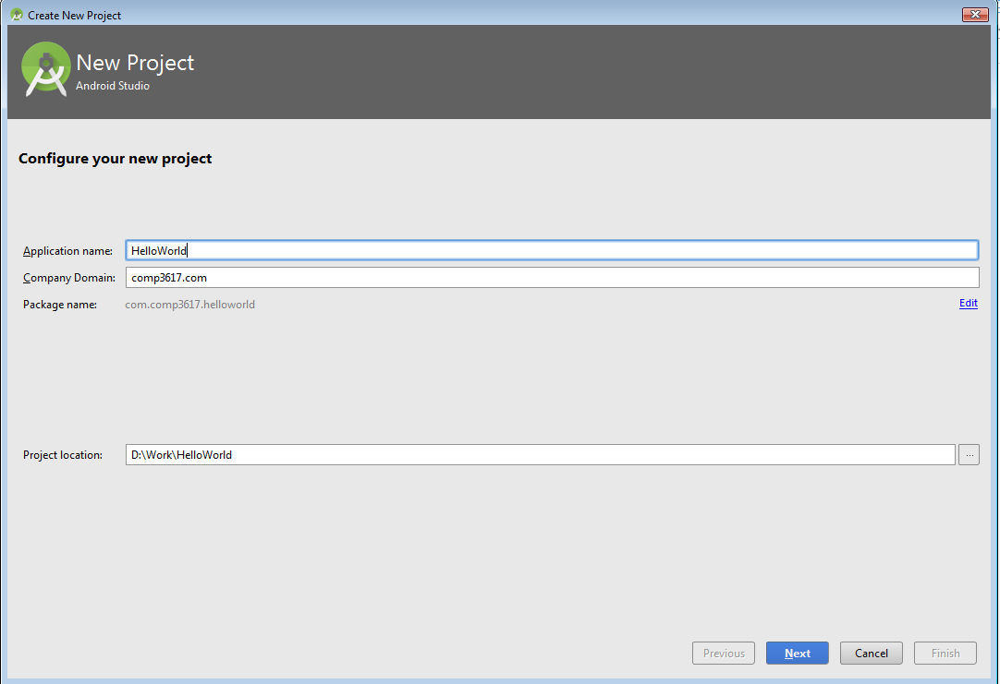 Create New Project
New Project
Android Studio
Configure your new project
Application name: HelloWorld
Company Domain: comp3617.com
Package name: com.comp3617.helloworld Edit
Project location: D:\Work\HelloWorld ...
Previous Next Cancel Finish